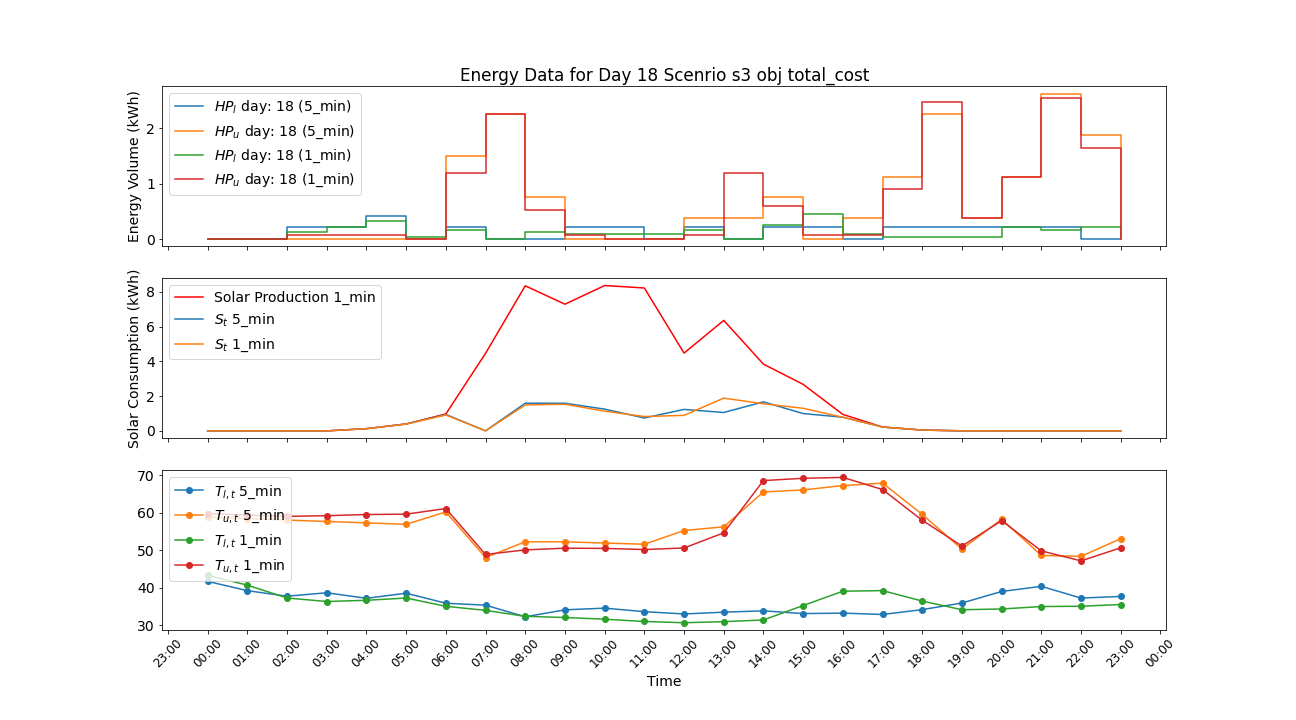 Energy Data for Day 18 Scenrio s3 obj total_cost
Energy Volume (kWh)
2
1
0
HP_l day: 18 (5_min)
HP_u day: 18 (5_min)
HP_l day: 18 (1_min)
HP_u day: 18 (1_min)
Solar Consumption (kWh)
8
6
4
2
0
Solar Production 1_min
S_t 5_min
S_t 1_min
70
60
50
40
30
T_{l,t} 5_min
T_{u,t} 5_min
T_{l,t} 1_min
T_{u,t} 1_min
23:00 00:00 01:00 02:00 03:00 04:00 05:00 06:00 07:00 08:00 09:00 10:00 11:00 12:00 13:00 14:00 15:00 16:00 17:00 18:00 19:00 20:00 21:00 22:00 23:00 00:00
Time